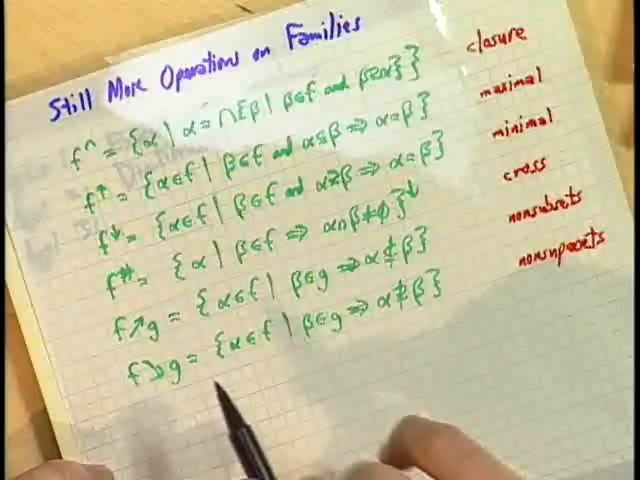 Still More Operations on Families
f^∩ = {α | α = ∩{β | β∈f and β⊇α}} closure
f^↑ = {α∈f | β∈f and α⊆β ⟹ α=β} maximal
f^↓ = {α∈f | β∈f and α⊇β ⟹ α=β} minimal
f^# = {α | β∈f ⟹ α∩β≠∅}^↓ cross
f↗g = {α∈f | β∈g ⟹ α⊈β} nonsubsets
f↘g = {α∈f | β∈g ⟹ α⊉β} nonsupersets